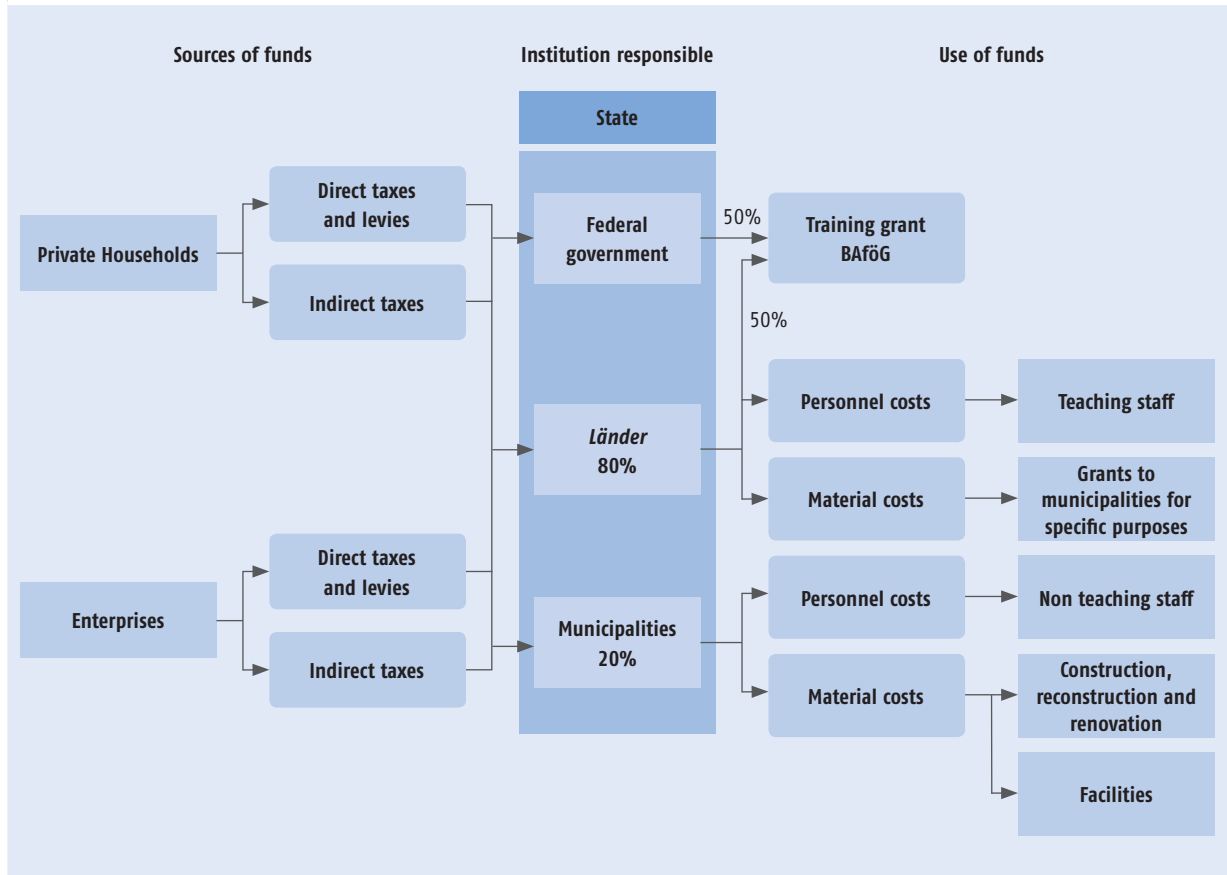 Sources of funds
Institution responsible
Use of funds
State
Private Households
Direct taxes
and levies
Indirect taxes
Federal
government
50%
Training grant
BAföG
50%
Länder
80%
Personnel costs
Teaching staff
Material costs
Grants to
municipalities for
specific purposes
Enterprises
Direct taxes
and levies
Indirect taxes
Municipalities
20%
Personnel costs
Non teaching staff
Material costs
Construction,
reconstruction and
renovation
Facilities